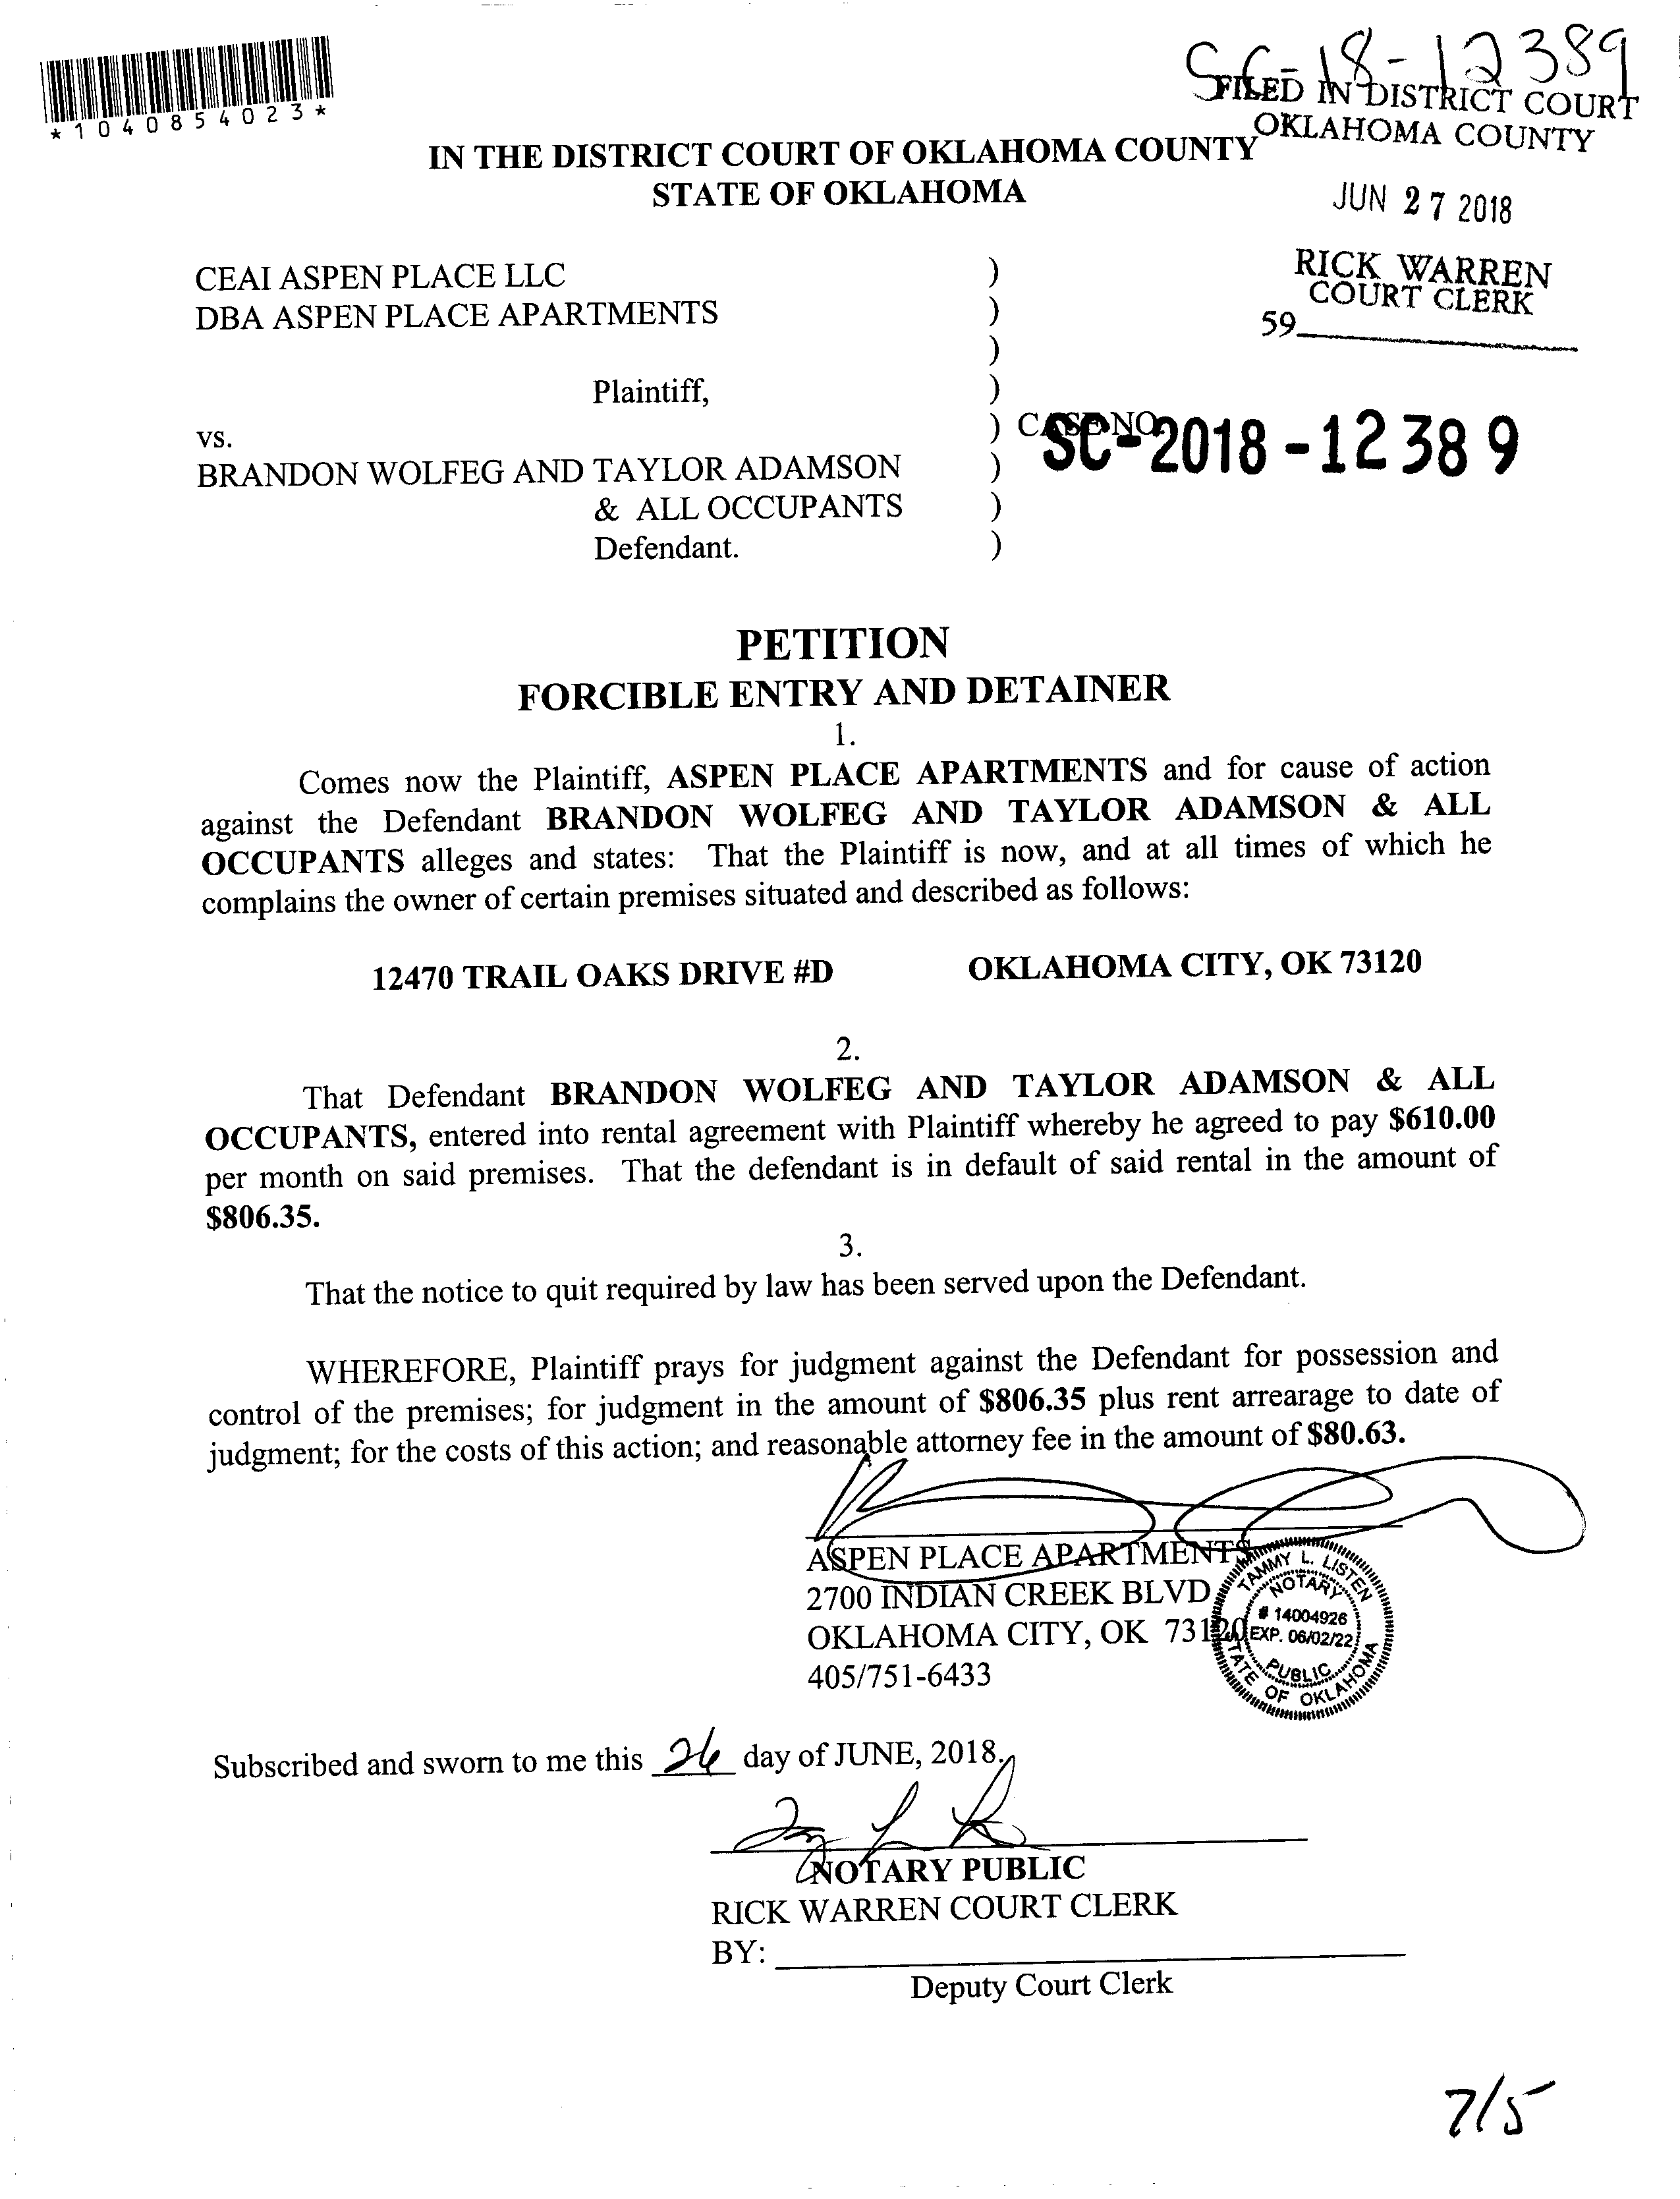 *1040854023*
SC-18-12389
FILED IN DISTRICT COURT
OKLAHOMA COUNTY
JUN 27 2018
RICK WARREN
COURT CLERK
59
IN THE DISTRICT COURT OF OKLAHOMA COUNTY
STATE OF OKLAHOMA
CEAI ASPEN PLACE LLC )
DBA ASPEN PLACE APARTMENTS )
)
Plaintiff, )
vs. ) CASE NO. SC-2018-12389
BRANDON WOLFEG AND TAYLOR ADAMSON )
& ALL OCCUPANTS )
Defendant. )
PETITION
FORCIBLE ENTRY AND DETAINER
1.
Comes now the Plaintiff, ASPEN PLACE APARTMENTS and for cause of action
against the Defendant BRANDON WOLFEG AND TAYLOR ADAMSON & ALL
OCCUPANTS alleges and states: That the Plaintiff is now, and at all times of which he
complains the owner of certain premises situated and described as follows:
12470 TRAIL OAKS DRIVE #D OKLAHOMA CITY, OK 73120
2.
That Defendant BRANDON WOLFEG AND TAYLOR ADAMSON & ALL
OCCUPANTS, entered into rental agreement with Plaintiff whereby he agreed to pay $610.00
per month on said premises. That the defendant is in default of said rental in the amount of
$806.35.
3.
That the notice to quit required by law has been served upon the Defendant.
WHEREFORE, Plaintiff prays for judgment against the Defendant for possession and
control of the premises; for judgment in the amount of $806.35 plus rent arrearage to date of
judgment; for the costs of this action; and reasonable attorney fee in the amount of $80.63.
ASPEN PLACE APARTMENTS
2700 INDIAN CREEK BLVD
OKLAHOMA CITY, OK 73120
405/751-6433
TAMMY L. LISTEN
NOTARY
# 14004926
EXP. 06/02/22
PUBLIC
STATE OF OKLAHOMA
Subscribed and sworn to me this 26 day of JUNE, 2018.
NOTARY PUBLIC
RICK WARREN COURT CLERK
BY:
Deputy Court Clerk
7/5